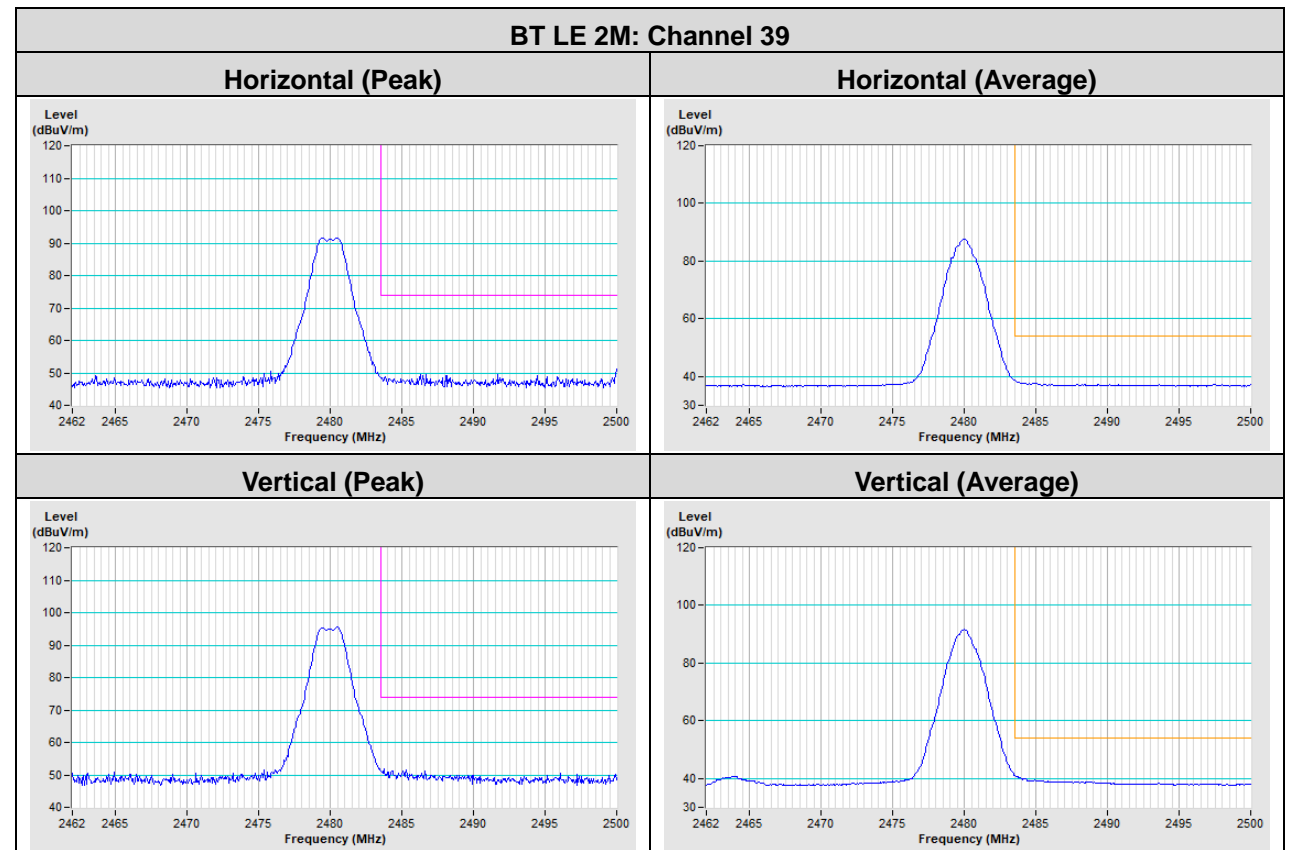 BT LE 2M: Channel 39
Horizontal (Peak)
Horizontal (Average)
Level
(dBuV/m)
120
110
100
90
80
70
60
50
40
2462 2465 2470 2475 2480 2485 2490 2495 2500
Frequency (MHz)
Level
(dBuV/m)
120
100
80
60
40
30
2462 2465 2470 2475 2480 2485 2490 2495 2500
Frequency (MHz)
Vertical (Peak)
Vertical (Average)
Level
(dBuV/m)
120
110
100
90
80
70
60
50
40
2462 2465 2470 2475 2480 2485 2490 2495 2500
Frequency (MHz)
Level
(dBuV/m)
120
100
80
60
40
30
2462 2465 2470 2475 2480 2485 2490 2495 2500
Frequency (MHz)